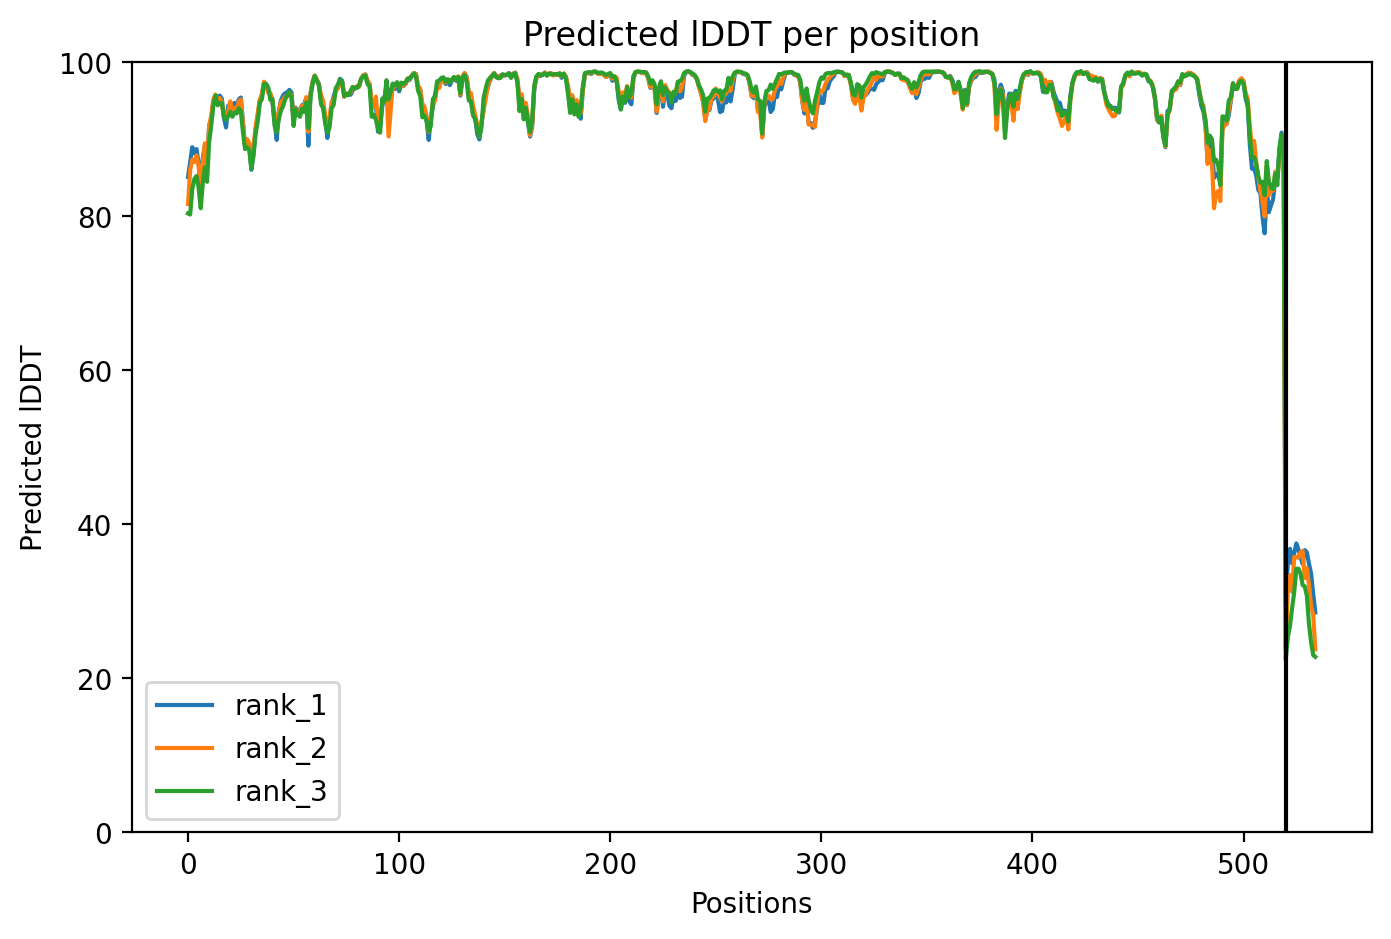 Predicted lDDT per position
Predicted lDDT
100
80
60
40
20
0
rank_1
rank_2
rank_3
0 100 200 300 400 500
Positions